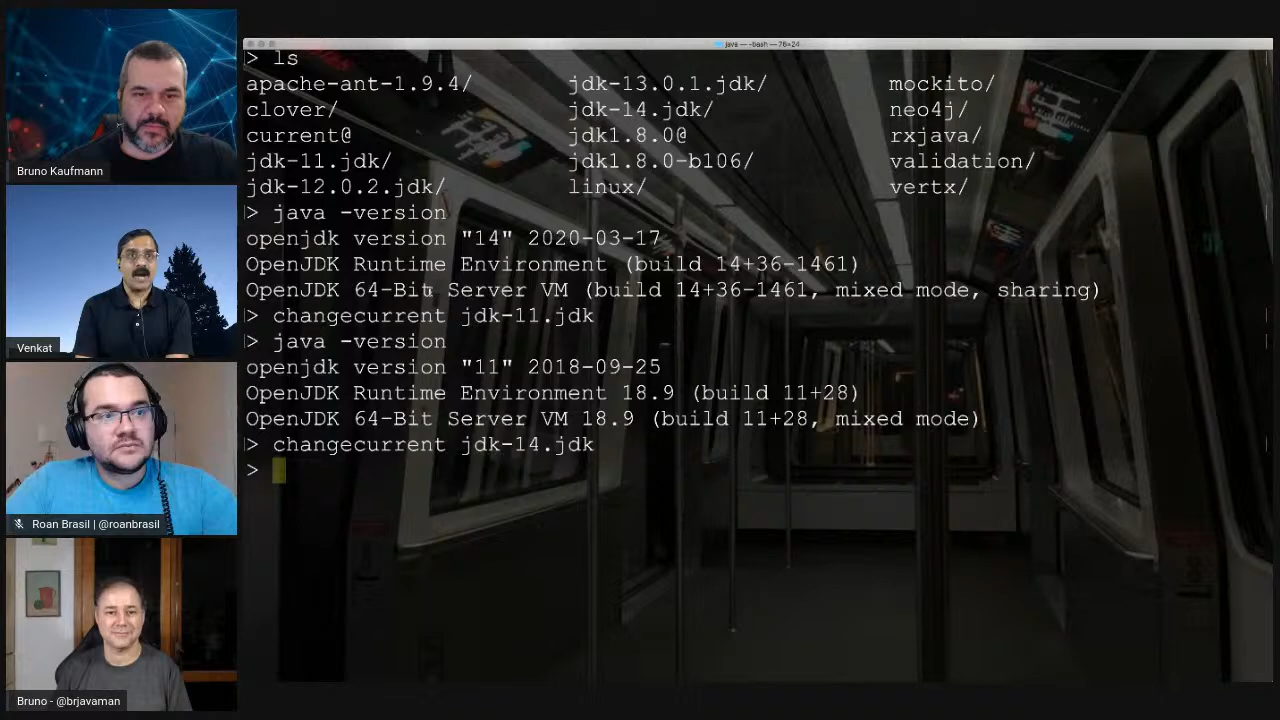 Bruno Kaufmann
Venkat
Roan Brasil | @roanbrasil
Bruno - @brjavaman
java — -bash — 76×24
> ls
apache-ant-1.9.4/ jdk-13.0.1.jdk/ mockito/
clover/ jdk-14.jdk/ neo4j/
current@ jdk1.8.0@ rxjava/
jdk-11.jdk/ jdk1.8.0-b106/ validation/
jdk-12.0.2.jdk/ linux/ vertx/
> java -version
openjdk version "14" 2020-03-17
OpenJDK Runtime Environment (build 14+36-1461)
OpenJDK 64-Bit Server VM (build 14+36-1461, mixed mode, sharing)
> changecurrent jdk-11.jdk
> java -version
openjdk version "11" 2018-09-25
OpenJDK Runtime Environment 18.9 (build 11+28)
OpenJDK 64-Bit Server VM 18.9 (build 11+28, mixed mode)
> changecurrent jdk-14.jdk
>